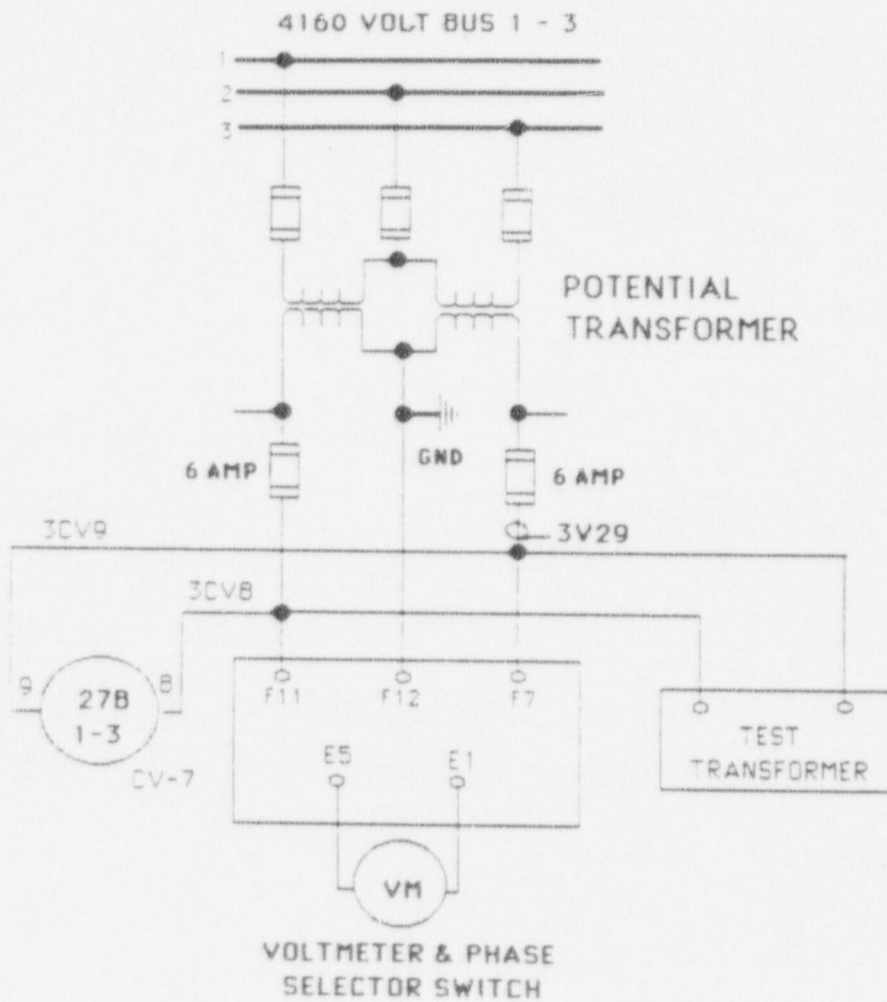 4160 VOLT BUS 1 - 3
1
2
3
POTENTIAL
TRANSFORMER
6 AMP
GND
6 AMP
3CV9
3V29
3CV8
9
27B
1-3
8
CV-7
F11
F12
F7
E5
E1
TEST
TRANSFORMER
VM
VOLTMETER & PHASE
SELECTOR SWITCH